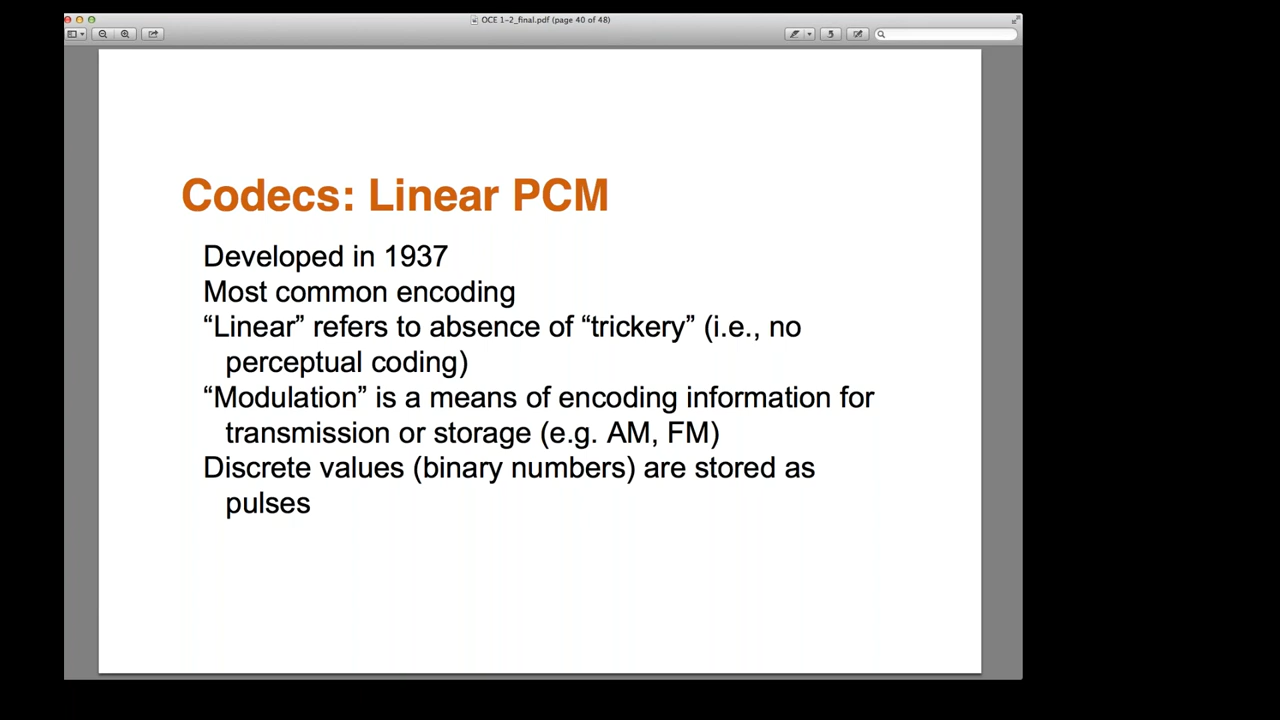 OCE 1-2_final.pdf (page 40 of 48)
Codecs: Linear PCM
Developed in 1937
Most common encoding
“Linear” refers to absence of “trickery” (i.e., no
perceptual coding)
“Modulation” is a means of encoding information for
transmission or storage (e.g. AM, FM)
Discrete values (binary numbers) are stored as
pulses